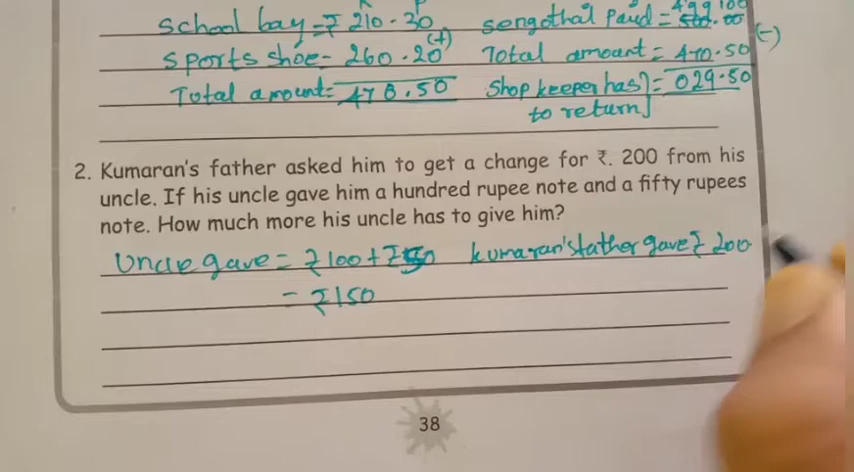 School bay = ₹ 210.30
Sports shoe - 260.20 (+)
Total amount = 470.50
sengothai Paid = 500.00
Total amount = 470.50 (-)
Shop keeper has] = 029.50
to return]
2. Kumaran's father asked him to get a change for ₹. 200 from his
uncle. If his uncle gave him a hundred rupee note and a fifty rupees
note. How much more his uncle has to give him?
Uncle gave = ₹100 + ₹50
= ₹150
kumaran's father gave ₹ 200
38